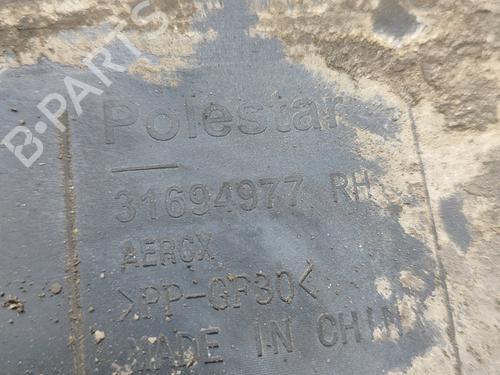 B-PARTS
Polestar
31694977 RH
AERCX
>PP-GF30<
MADE IN CHINA